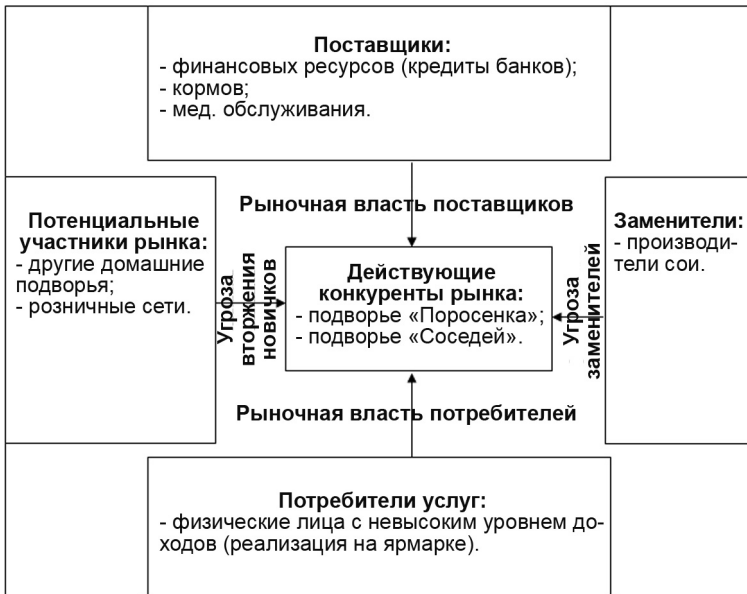 Поставщики:
- финансовых ресурсов (кредиты банков);
- кормов;
- мед. обслуживания.
Рыночная власть поставщиков
Потенциальные
участники рынка:
- другие домашние
подворья;
- розничные сети.
Угроза
вторжения
новичков
Действующие
конкуренты рынка:
- подворье «Поросенка»;
- подворье «Соседей».
Угроза
заменителей
Заменители:
- производи-
тели сои.
Рыночная власть потребителей
Потребители услуг:
- физические лица с невысоким уровнем до-
ходов (реализация на ярмарке).